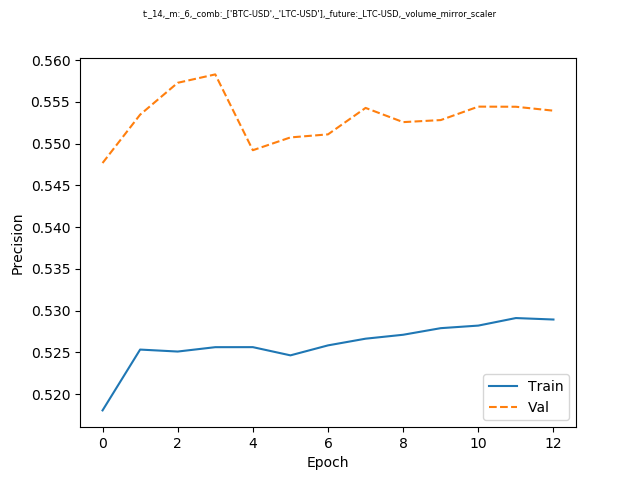 t:_14,_m:_6,_comb:_['BTC-USD',_'LTC-USD'],_future:_LTC-USD,_volume_mirror_scaler
0.560
0.555
0.550
0.545
0.540
0.535
0.530
0.525
0.520
Precision
Train
Val
0 2 4 6 8 10 12
Epoch